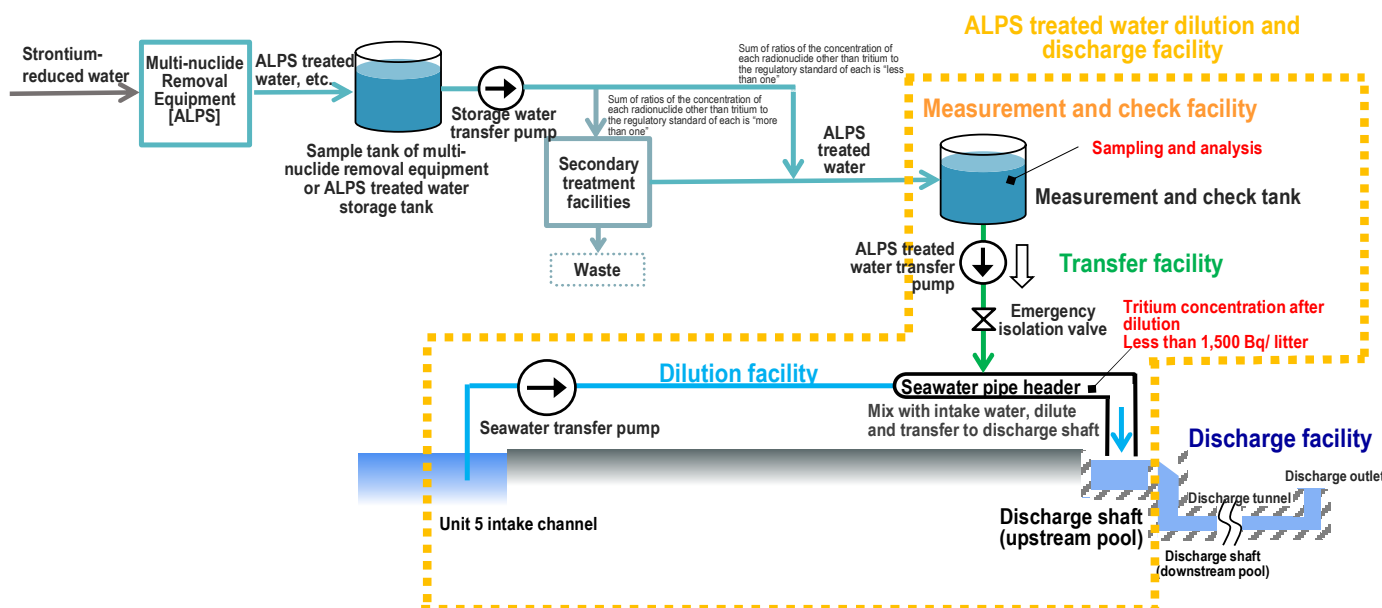 ALPS treated water dilution and
discharge facility
Strontium-
reduced water
Multi-nuclide
Removal
Equipment
[ALPS]
ALPS treated
water, etc.
Storage water
transfer pump
Sample tank of multi-
nuclide removal equipment
or ALPS treated water
storage tank
Sum of ratios of the concentration of
each radionuclide other than tritium to
the regulatory standard of each is “less
than one”
Sum of ratios of the concentration of
each radionuclide other than tritium to
the regulatory standard of each is “more
than one”
Secondary
treatment
facilities
Waste
ALPS
treated
water
Measurement and check facility
Sampling and analysis
Measurement and check tank
ALPS treated
water transfer
pump
Transfer facility
Emergency
isolation valve
Tritium concentration after
dilution
Less than 1,500 Bq/ litter
Dilution facility
Seawater pipe header
Seawater transfer pump
Mix with intake water, dilute
and transfer to discharge shaft
Unit 5 intake channel
Discharge shaft
(upstream pool)
Discharge facility
Discharge outlet
Discharge tunnel
Discharge shaft
(downstream pool)